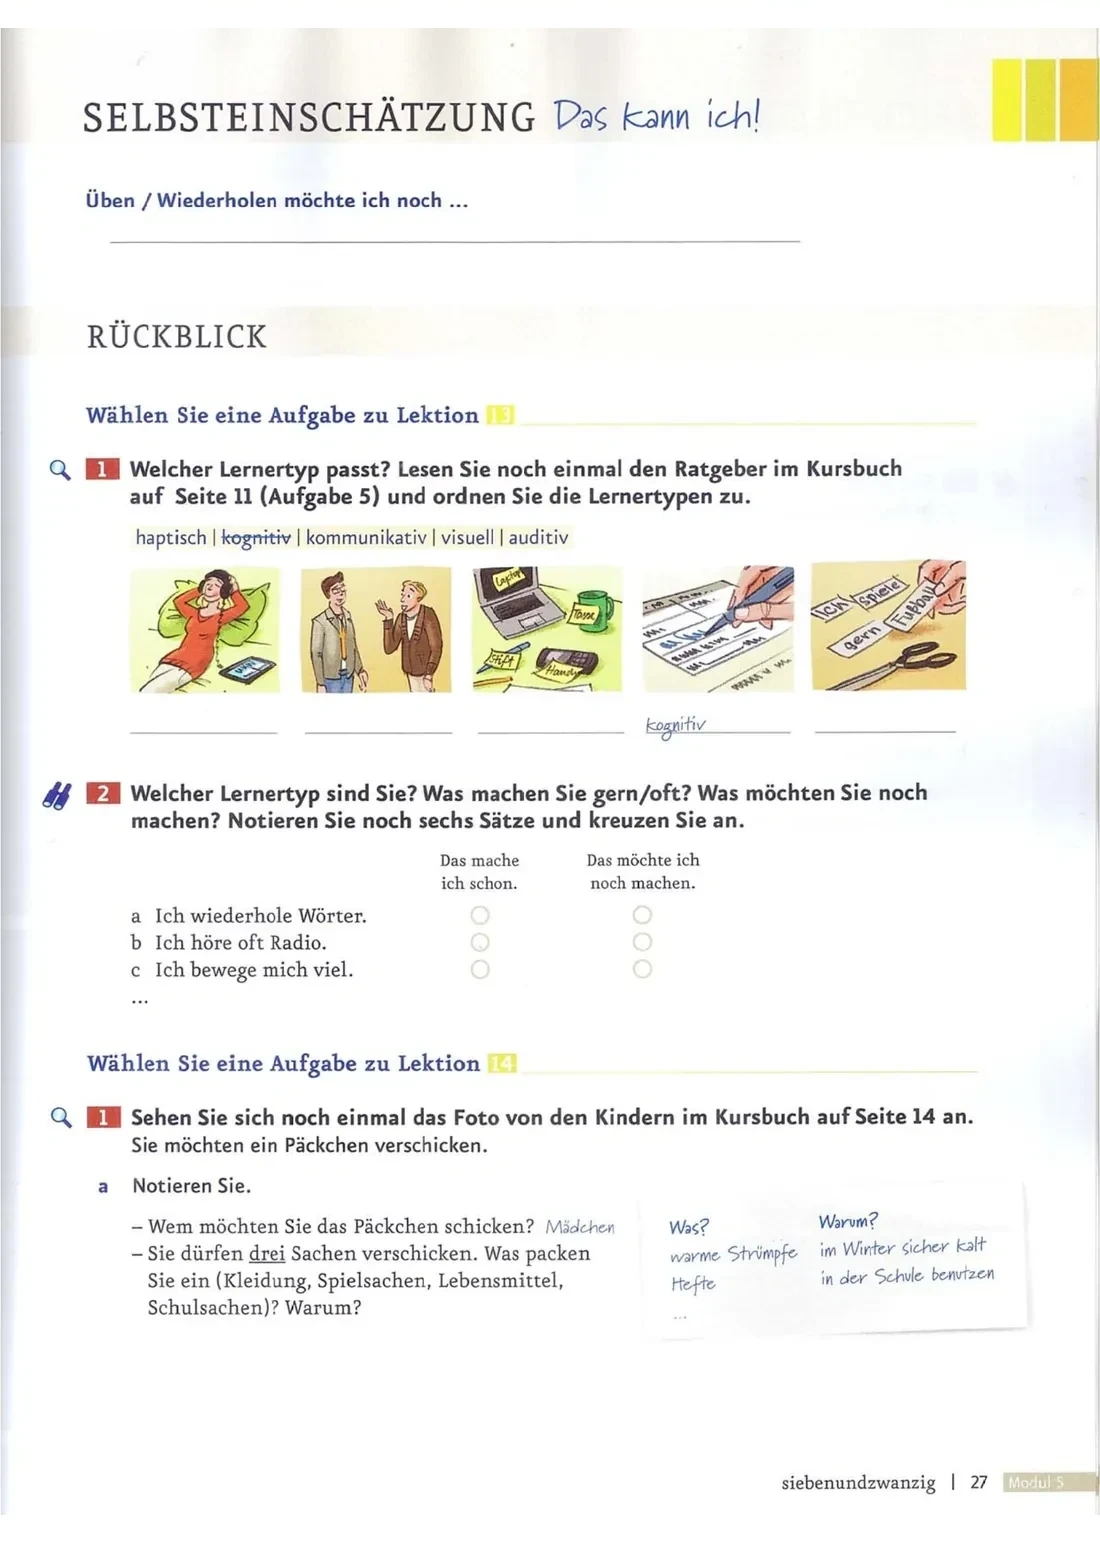 SELBSTEINSCHÄTZUNG Das kann ich!
Üben / Wiederholen möchte ich noch ...
RÜCKBLICK
Wählen Sie eine Aufgabe zu Lektion 13
1 Welcher Lernertyp passt? Lesen Sie noch einmal den Ratgeber im Kursbuch
auf Seite 11 (Aufgabe 5) und ordnen Sie die Lernertypen zu.
haptisch | kognitiv | kommunikativ | visuell | auditiv
Laptop
Tasse
Stift
Handy
Ich
spiele
gern
Fußball
kognitiv
2 Welcher Lernertyp sind Sie? Was machen Sie gern/oft? Was möchten Sie noch
machen? Notieren Sie noch sechs Sätze und kreuzen Sie an.
Das mache Das möchte ich
ich schon. noch machen.
a Ich wiederhole Wörter.
b Ich höre oft Radio.
c Ich bewege mich viel.
...
Wählen Sie eine Aufgabe zu Lektion 14
1 Sehen Sie sich noch einmal das Foto von den Kindern im Kursbuch auf Seite 14 an.
Sie möchten ein Päckchen verschicken.
a Notieren Sie.
– Wem möchten Sie das Päckchen schicken? Mädchen
– Sie dürfen drei Sachen verschicken. Was packen
Sie ein (Kleidung, Spielsachen, Lebensmittel,
Schulsachen)? Warum?
Was? Warum?
warme Strümpfe im Winter sicher kalt
Hefte in der Schule benutzen
...
siebenundzwanzig | 27 Modul 5